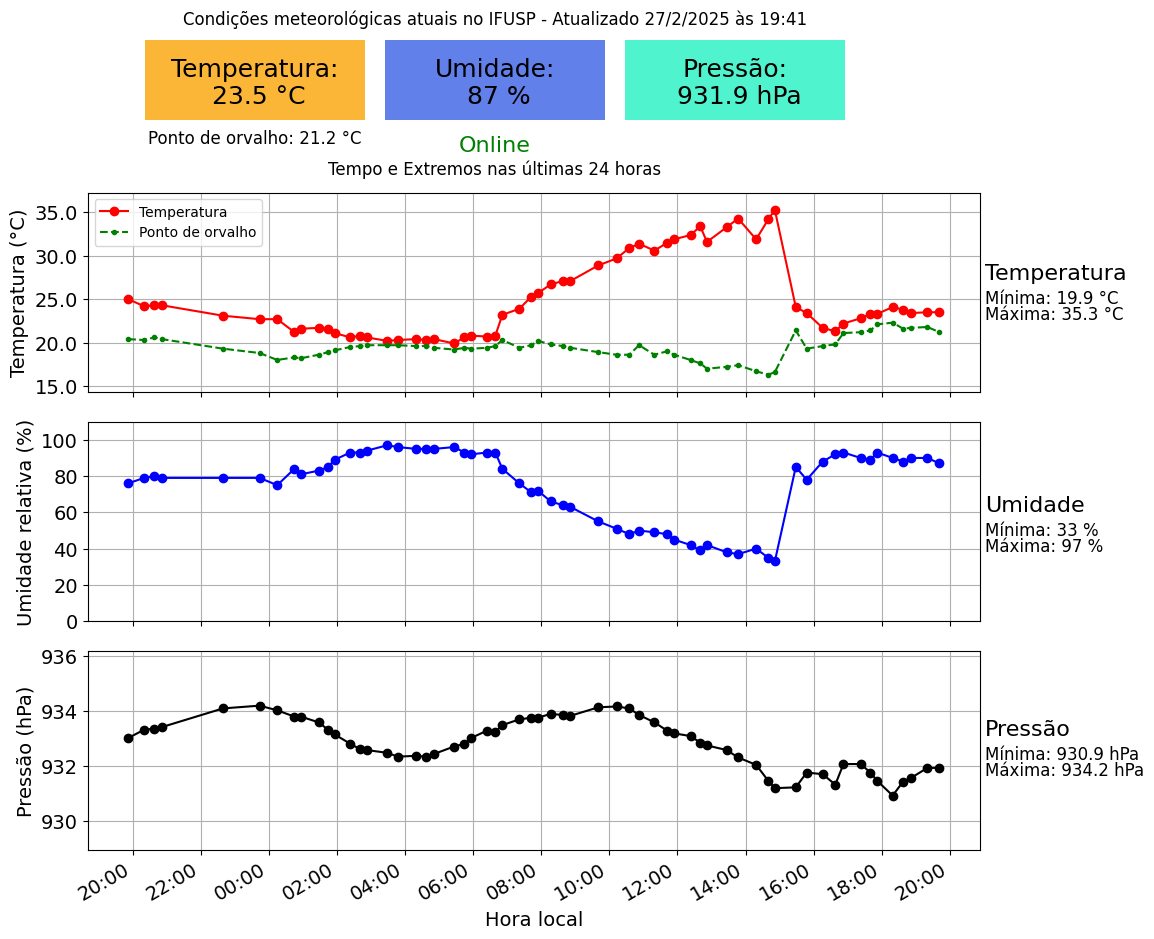 Condições meteorológicas atuais no IFUSP - Atualizado 27/2/2025 às 19:41
Temperatura:
23.5 °C
Umidade:
87 %
Pressão:
931.9 hPa
Ponto de orvalho: 21.2 °C
Online
Tempo e Extremos nas últimas 24 horas
Temperatura (°C)
35.0
30.0
25.0
20.0
15.0
Temperatura
Ponto de orvalho
Temperatura
Mínima: 19.9 °C
Máxima: 35.3 °C
Umidade relativa (%)
100
80
60
40
20
0
Umidade
Mínima: 33 %
Máxima: 97 %
Pressão (hPa)
936
934
932
930
Pressão
Mínima: 930.9 hPa
Máxima: 934.2 hPa
20:00 22:00 00:00 02:00 04:00 06:00 08:00 10:00 12:00 14:00 16:00 18:00 20:00
Hora local